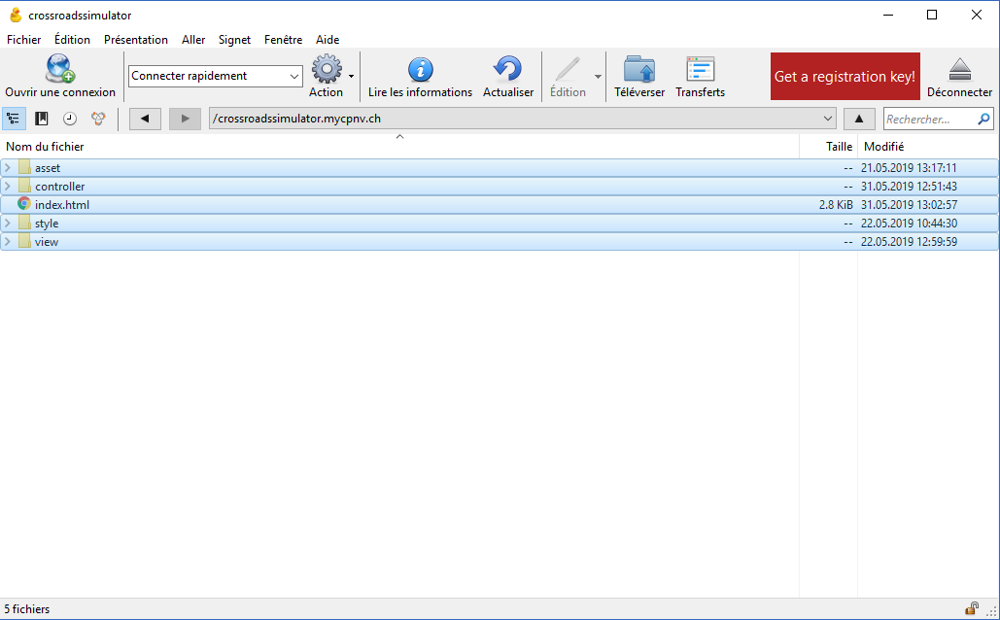 crossroadssimulator
Fichier Édition Présentation Aller Signet Fenêtre Aide
Ouvrir une connexion Connecter rapidement Action Lire les informations Actualiser Édition Téléverser Transferts Get a registration key! Déconnecter
/crossroadssimulator.mycpnv.ch Rechercher...
Nom du fichier Taille Modifié
asset -- 21.05.2019 13:17:11
controller -- 31.05.2019 12:51:43
index.html 2.8 KiB 31.05.2019 13:02:57
style -- 22.05.2019 10:44:30
view -- 22.05.2019 12:59:59
5 fichiers